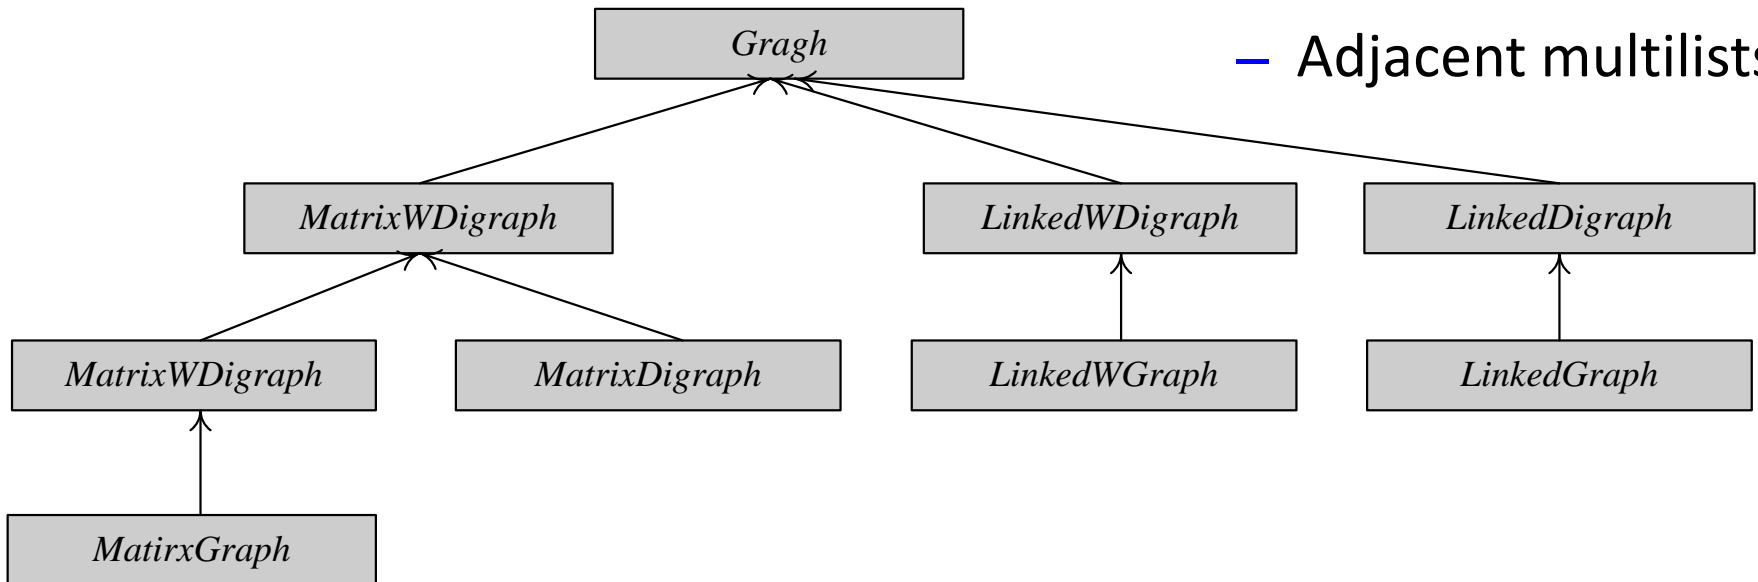 Gragh
– Adjacent multilists
MatrixWDigraph
LinkedWDigraph
LinkedDigraph
MatrixWDigraph
MatrixDigraph
LinkedWGraph
LinkedGraph
MatirxGraph